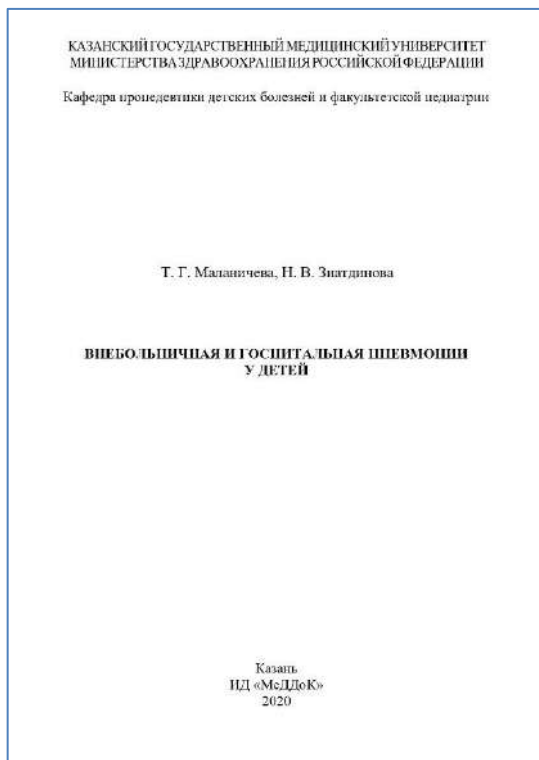 КАЗАНСКИЙ ГОСУДАРСТВЕННЫЙ МЕДИЦИНСКИЙ УНИВЕРСИТЕТ
МИНИСТЕРСТВА ЗДРАВООХРАНЕНИЯ РОССИЙСКОЙ ФЕДЕРАЦИИ
Кафедра пропедевтики детских болезней и факультетской педиатрии
Т. Г. Маланичева, Н. В. Зиатдинова
ВНЕБОЛЬНИЧНАЯ И ГОСПИТАЛЬНАЯ ПНЕВМОНИИ
У ДЕТЕЙ
Казань
ИД «МеДДоК»
2020